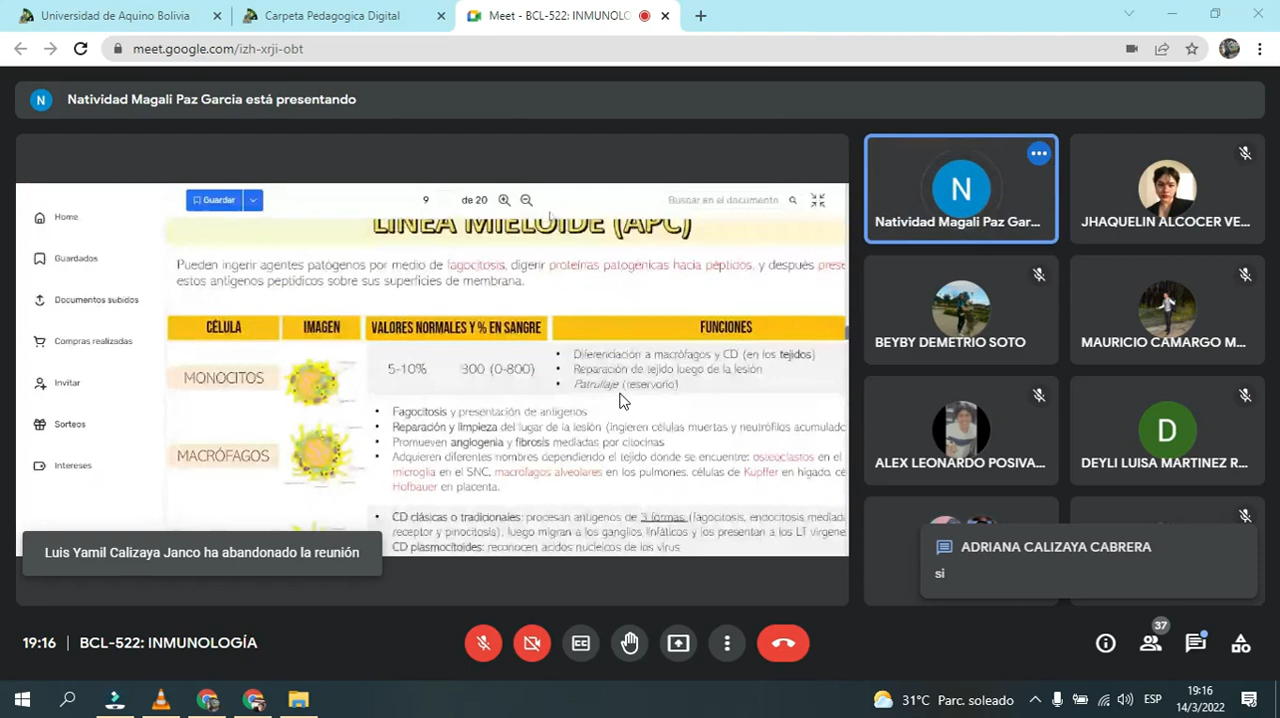 Universidad de Aquino Bolivia
Carpeta Pedagogica Digital
Meet - BCL-522: INMUNOLO
meet.google.com/izh-xrji-obt
N
Natividad Magali Paz Garcia está presentando
Guardar
9 de 20
Buscar en el documento
Home
Guardados
Documentos subidos
Compras realizadas
Invitar
Sorteos
Intereses
LÍNEA MIELOIDE (APC)
Pueden ingerir agentes patógenos por medio de fagocitosis, digerir proteínas patogénicas hacia péptidos, y después prese
estos antígenos peptídicos sobre sus superficies de membrana.
CÉLULA
IMAGEN
VALORES NORMALES Y % EN SANGRE
FUNCIONES
MONOCITOS
5-10%
300 (0-800)
• Diferenciación a macrófagos y CD (en los tejidos)
• Reparación de tejido luego de la lesión
• Patrullaje (reservorio)
MACRÓFAGOS
• Fagocitosis y presentación de antígenos
• Reparación y limpieza del lugar de la lesión (ingieren células muertas y neutrófilos acumulado
• Promueven angiogenia y fibrosis mediadas por citocinas
• Adquieren diferentes nombres dependiendo el tejido donde se encuentre: osteoclastos en el
microglia en el SNC, macrófagos alveolares en los pulmones, células de Kupffer en hígado, ce
Hofbauer en placenta.
• CD clásicas o tradicionales: procesan antígenos de 3 formas (fagocitosis, endocitosis mediad
receptor y pinocitosis), luego migran a los ganglios linfáticos y los presentan a los LT vírgene
CD plasmocitoides: reconocen ácidos nucleicos de los virus
Luis Yamil Calizaya Janco ha abandonado la reunión
N
Natividad Magali Paz Gar...
JHAQUELIN ALCOCER VE...
BEYBY DEMETRIO SOTO
MAURICIO CAMARGO M...
ALEX LEONARDO POSIVA...
D
DEYLI LUISA MARTINEZ R...
ADRIANA CALIZAYA CABRERA
si
19:16 | BCL-522: INMUNOLOGÍA
37
31°C Parc. soleado
ESP
19:16
14/3/2022